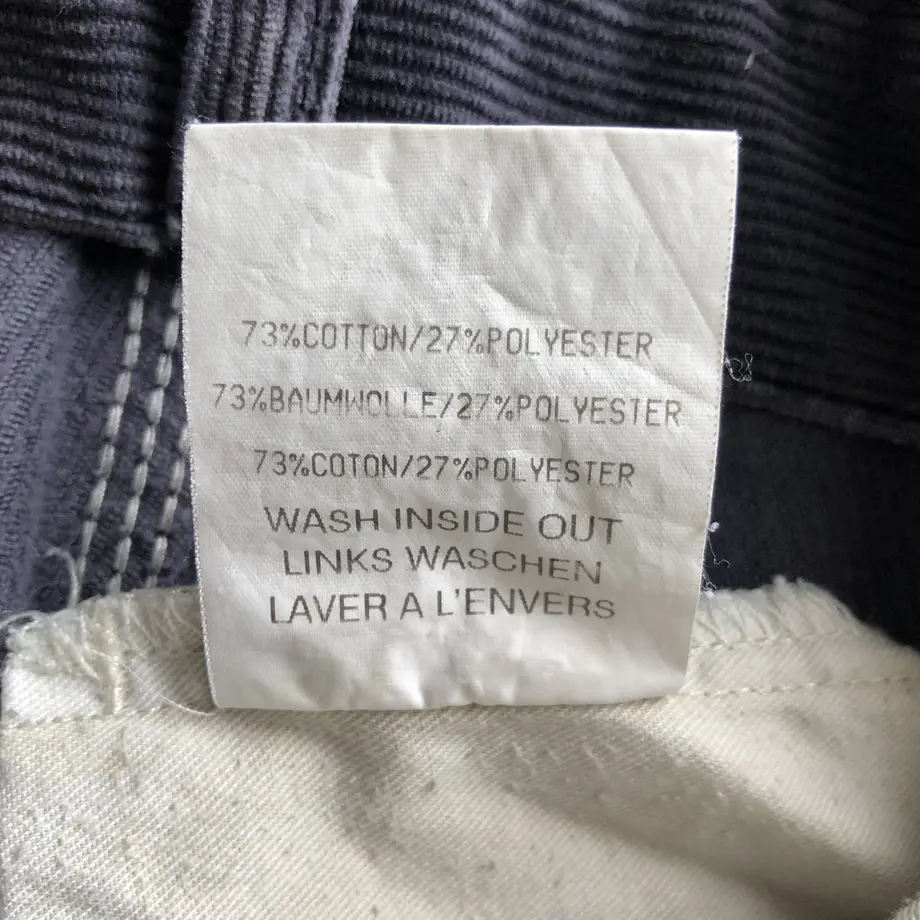 73%COTTON/27%POLYESTER
73%BAUMWOLLE/27%POLYESTER
73%COTON/27%POLYESTER
WASH INSIDE OUT
LINKS WASCHEN
LAVER A L'ENVERS